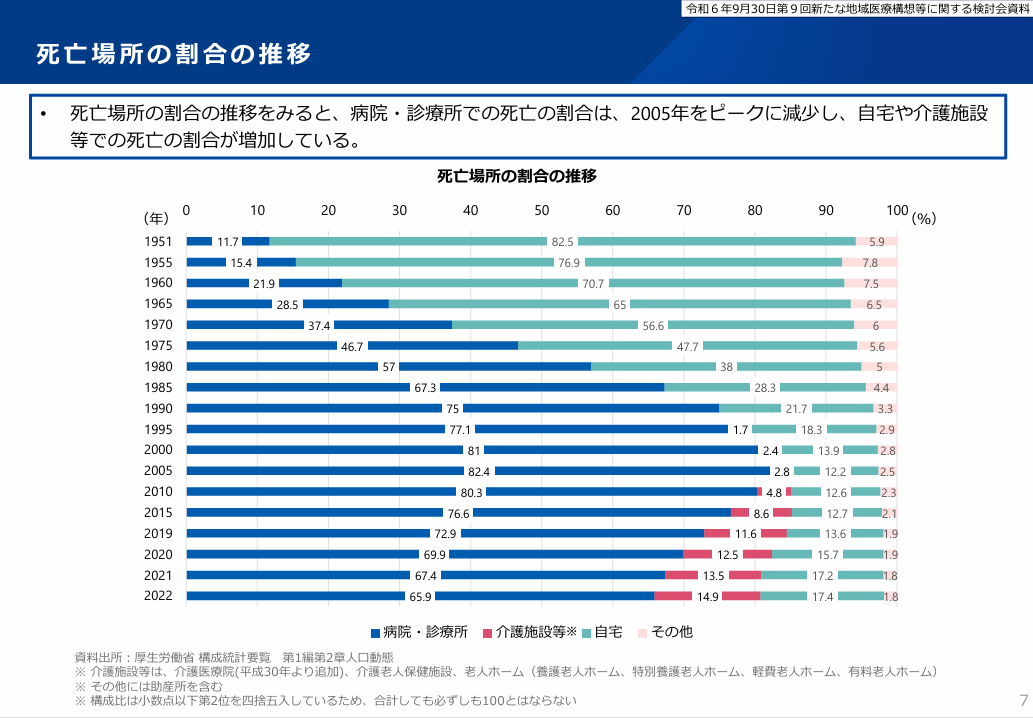 令和６年9月30日第９回新たな地域医療構想等に関する検討会資料
死亡場所の割合の推移
• 死亡場所の割合の推移をみると、病院・診療所での死亡の割合は、2005年をピークに減少し、自宅や介護施設
等での死亡の割合が増加している。
死亡場所の割合の推移
（年） 0 10 20 30 40 50 60 70 80 90 100 （%）
1951 11.7 82.5 5.9
1955 15.4 76.9 7.8
1960 21.9 70.7 7.5
1965 28.5 65 6.5
1970 37.4 56.6 6
1975 46.7 47.7 5.6
1980 57 38 5
1985 67.3 28.3 4.4
1990 75 21.7 3.3
1995 77.1 1.7 18.3 2.9
2000 81 2.4 13.9 2.8
2005 82.4 2.8 12.2 2.5
2010 80.3 4.8 12.6 2.3
2015 76.6 8.6 12.7 2.1
2019 72.9 11.6 13.6 1.9
2020 69.9 12.5 15.7 1.9
2021 67.4 13.5 17.2 1.8
2022 65.9 14.9 17.4 1.8
病院・診療所 介護施設等※ 自宅 その他
資料出所：厚生労働省 構成統計要覧　第1編第2章人口動態
※ 介護施設等は、介護医療院(平成30年より追加)、介護老人保健施設、老人ホーム（養護老人ホーム、特別養護老人ホーム、軽費老人ホーム、有料老人ホーム）
※ その他には助産所を含む
※ 構成比は小数点以下第2位を四捨五入しているため、合計しても必ずしも100とはならない
7